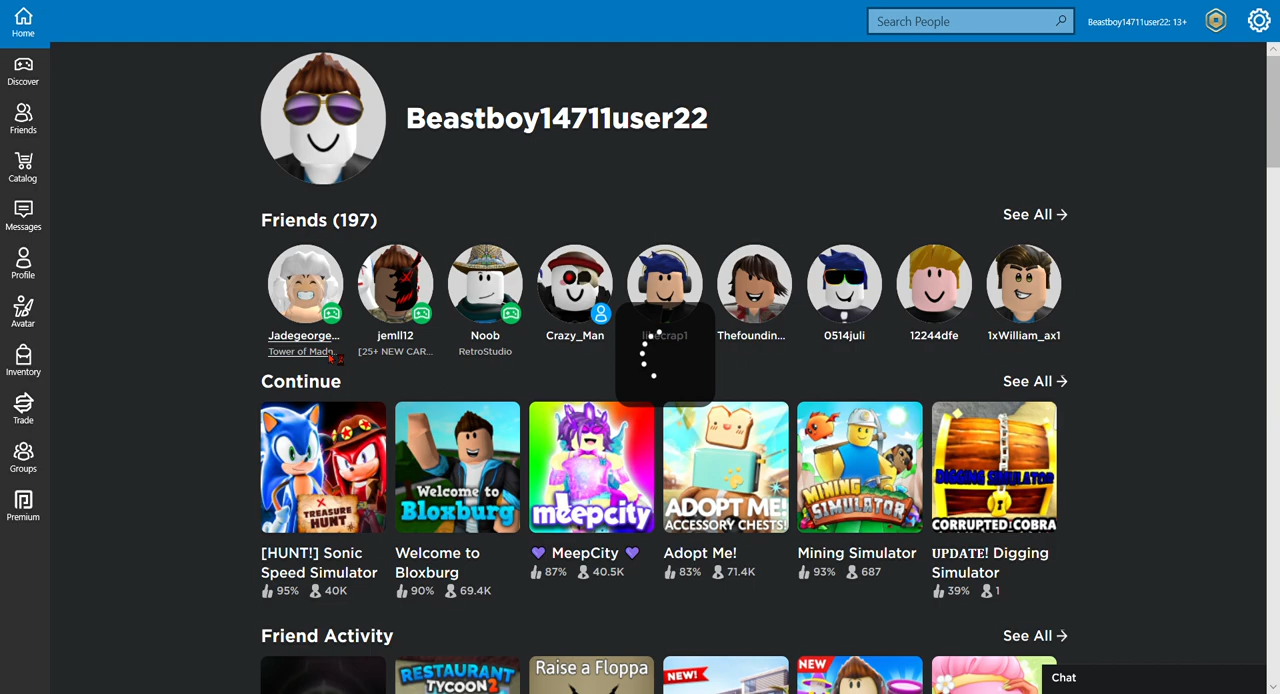 Home
Search People
Beastboy14711user22: 13+
Discover
Friends
Catalog
Messages
Profile
Avatar
Inventory
Trade
Groups
Premium
Beastboy14711user22
Friends (197)
See All
Jadegeorge...
jemll12
Noob
Crazy_Man
Thefoundin...
0514juli
12244dfe
1xWilliam_ax1
Tower of Madn...
[25+ NEW CAR...
RetroStudio
Continue
See All
TREASURE HUNT
Welcome to Bloxburg
meepcity
ADOPT ME!
ACCESSORY CHESTS!
MINING SIMULATOR
DIGGING SIMULATOR
CORRUPTED!COBRA
[HUNT!] Sonic Speed Simulator
95% 40K
Welcome to Bloxburg
90% 69.4K
💜 MeepCity 💜
87% 40.5K
Adopt Me!
83% 71.4K
Mining Simulator
93% 687
UPDATE! Digging Simulator
39% 1
Friend Activity
See All
RESTAURANT TYCOON 2
Raise a Floppa
NEW!
NEW
Chat